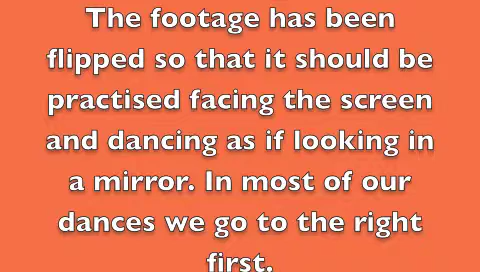 The footage has been
flipped so that it should be
practised facing the screen
and dancing as if looking in
a mirror. In most of our
dances we go to the right
first.